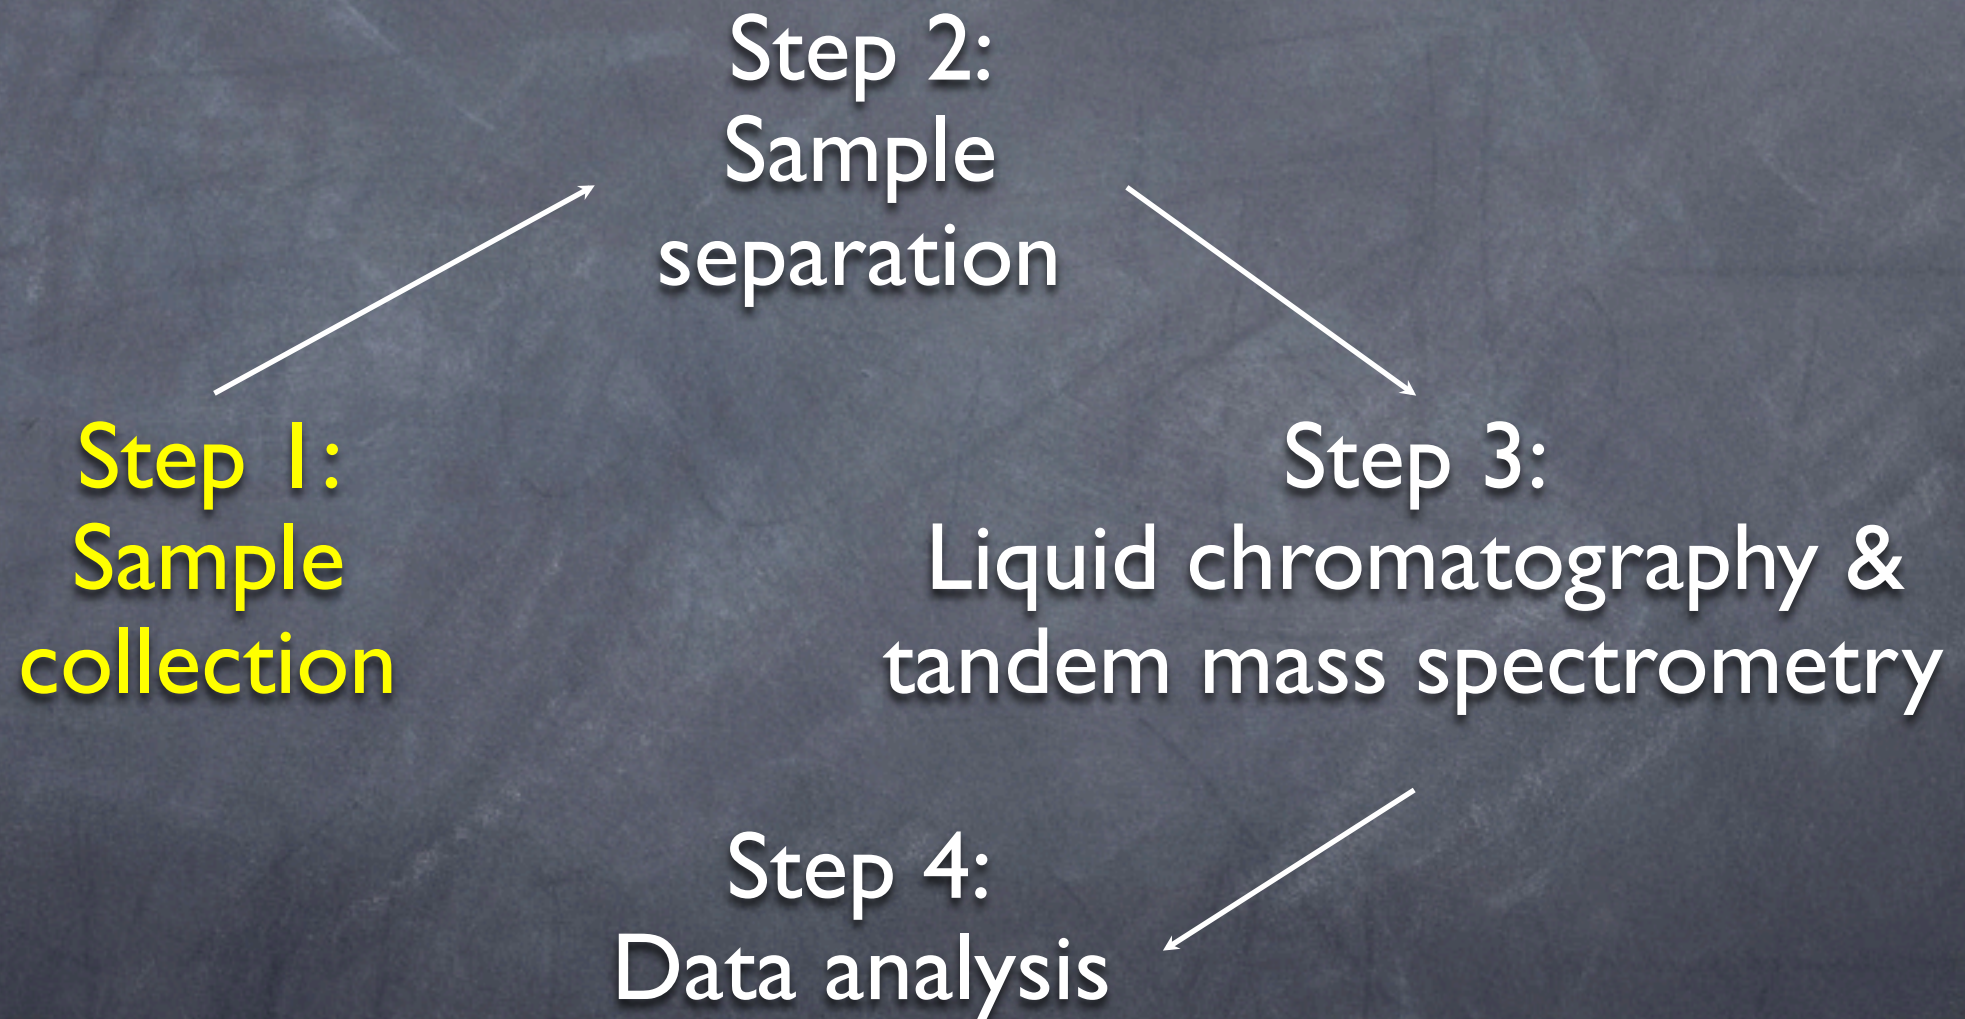 Step 1:
Sample
collection
Step 2:
Sample
separation
Step 3:
Liquid chromatography &
tandem mass spectrometry
Step 4:
Data analysis